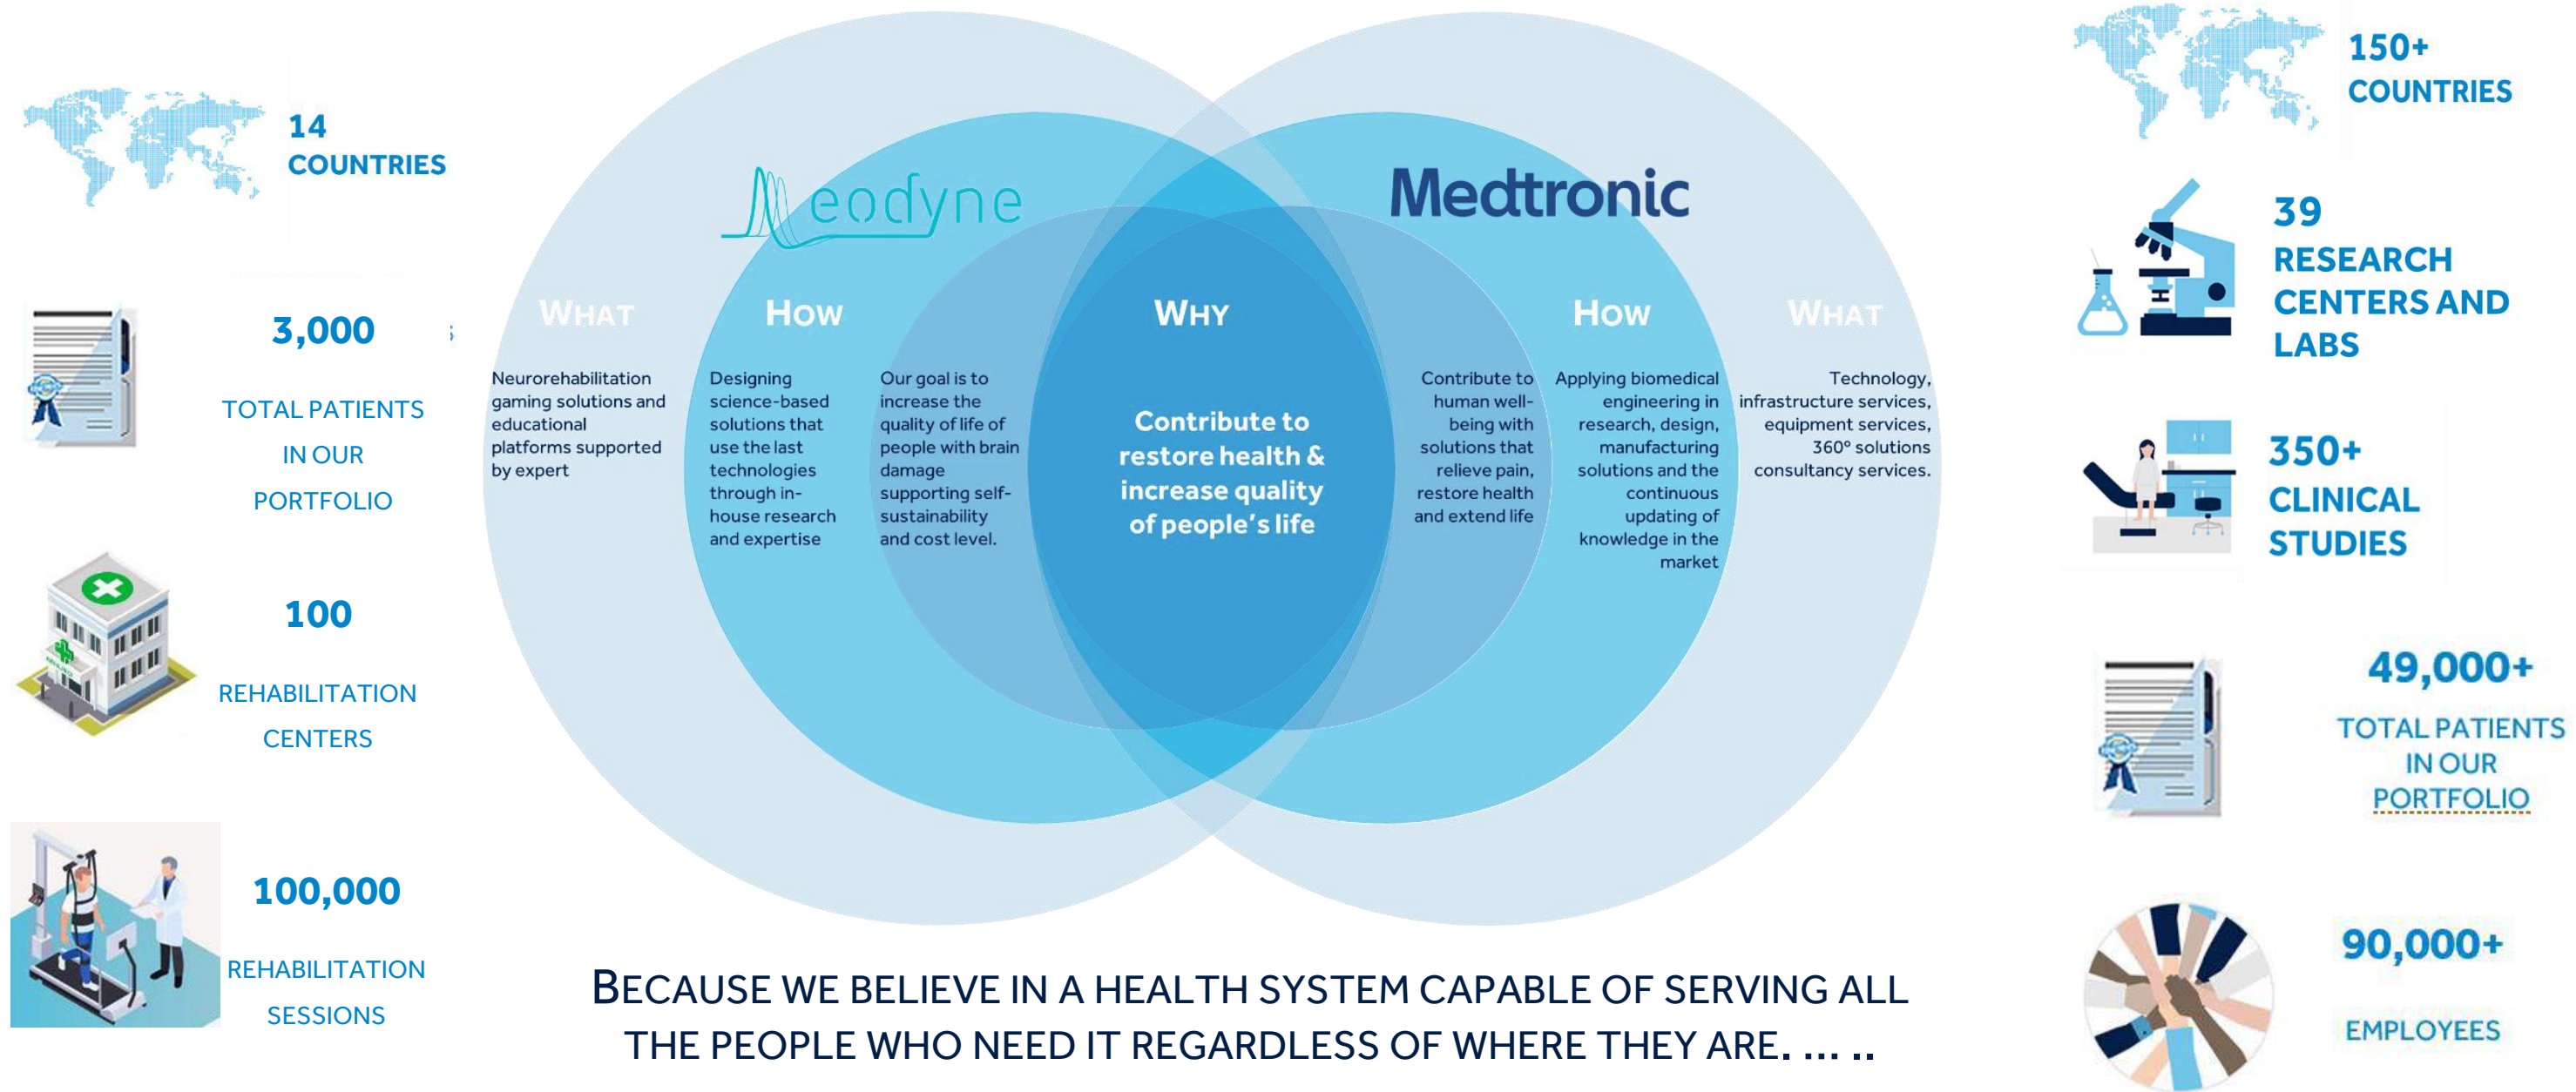 14
COUNTRIES
3,000
TOTAL PATIENTS
IN OUR
PORTFOLIO
100
REHABILITATION
CENTERS
100,000
REHABILITATION
SESSIONS
eodyne
Medtronic
WHAT
Neurorehabilitation
gaming solutions and
educational
platforms supported
by expert
HOW
Designing
science-based
solutions that
use the last
technologies
through in-
house research
and expertise
Our goal is to
increase the
quality of life of
people with brain
damage
supporting self-
sustainability
and cost level.
WHY
Contribute to
restore health &
increase quality
of people's life
Contribute to
human well-
being with
solutions that
relieve pain,
restore health
and extend life
HOW
Applying biomedical
engineering in
research, design,
manufacturing
solutions and the
continuous
updating of
knowledge in the
market
WHAT
Technology,
infrastructure services,
equipment services,
360º solutions
consultancy services.
BECAUSE WE BELIEVE IN A HEALTH SYSTEM CAPABLE OF SERVING ALL
THE PEOPLE WHO NEED IT REGARDLESS OF WHERE THEY ARE. ... ..
150+
COUNTRIES
39
RESEARCH
CENTERS AND
LABS
350+
CLINICAL
STUDIES
49,000+
TOTAL PATIENTS
IN OUR
PORTFOLIO
90,000+
EMPLOYEES